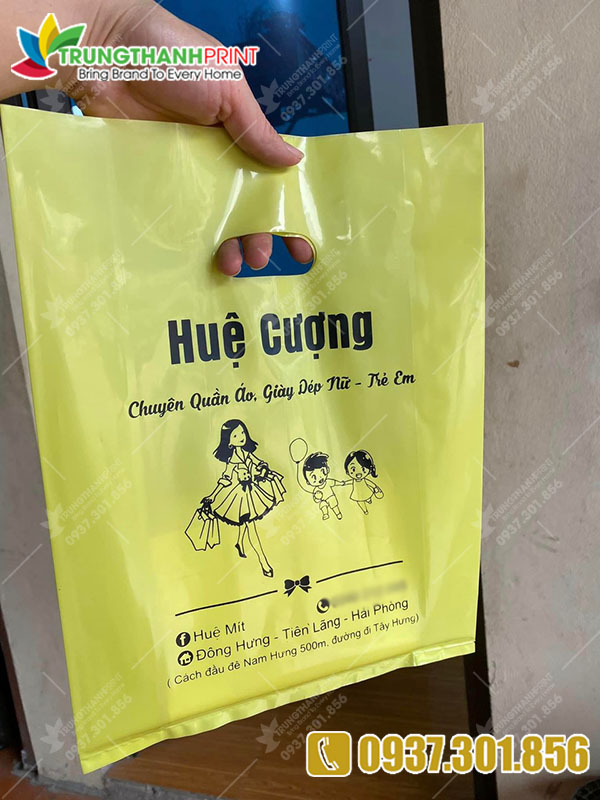 TRUNGTHANHPRINT
Bring Brand To Every Home
Huệ Cượng
Chuyên Quần Áo, Giày Dép Nữ - Trẻ Em
Huệ Mít
Đông Hưng - Tiên Lãng - Hải Phòng
( Cách đầu đê Nam Hưng 500m, đường đi Tây Hưng)
0937.301.856